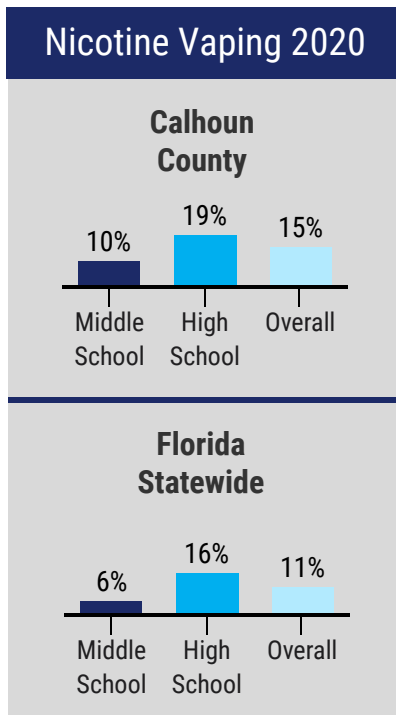 Nicotine Vaping 2020
Calhoun
County
10%
19%
15%
Middle
School
High
School
Overall
Florida
Statewide
6%
16%
11%
Middle
School
High
School
Overall